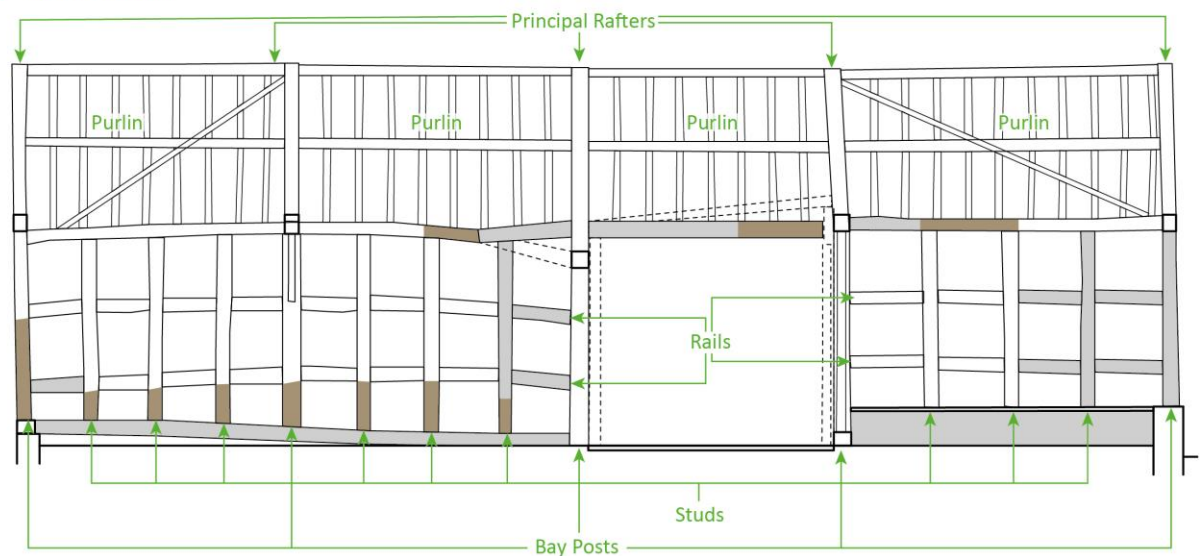 Principal Rafters
Purlin
Purlin
Purlin
Purlin
Rails
Studs
Bay Posts